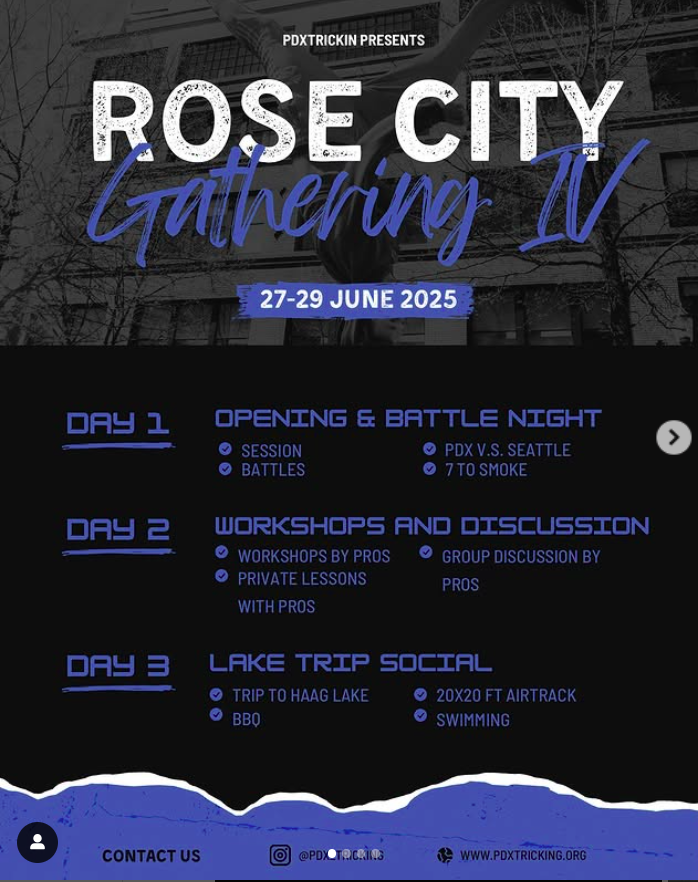 PDXTRICKIN PRESENTS
ROSE CITY
Gathering IV
27-29 JUNE 2025
DAY 1
OPENING & BATTLE NIGHT
SESSION
BATTLES
PDX V.S. SEATTLE
7 TO SMOKE
DAY 2
WORKSHOPS AND DISCUSSION
WORKSHOPS BY PROS
PRIVATE LESSONS
WITH PROS
GROUP DISCUSSION BY
PROS
DAY 3
LAKE TRIP SOCIAL
TRIP TO HAAG LAKE
BBQ
20X20 FT AIRTRACK
SWIMMING
CONTACT US
WWW.PDXTRICKING.ORG